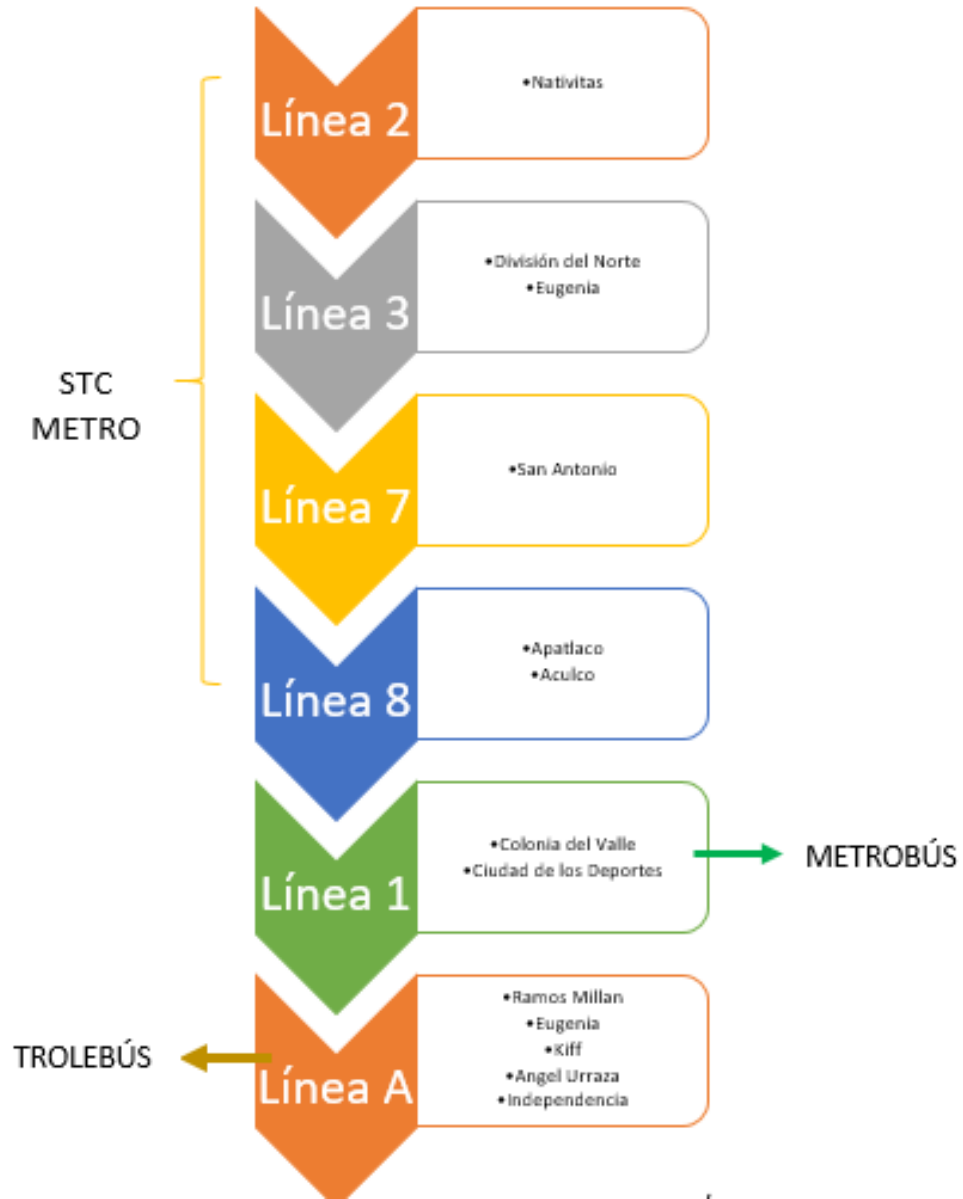 Línea 2
•Nativitas
Línea 3
•División del Norte
•Eugenia
STC
METRO
Línea 7
•San Antonio
Línea 8
•Apatlaco
•Aculco
Línea 1
•Colonia del Valle
•Ciudad de los Deportes
METROBÚS
TROLEBÚS
Línea A
•Ramos Millan
•Eugenia
•Kiff
•Angel Urraza
•Independencia